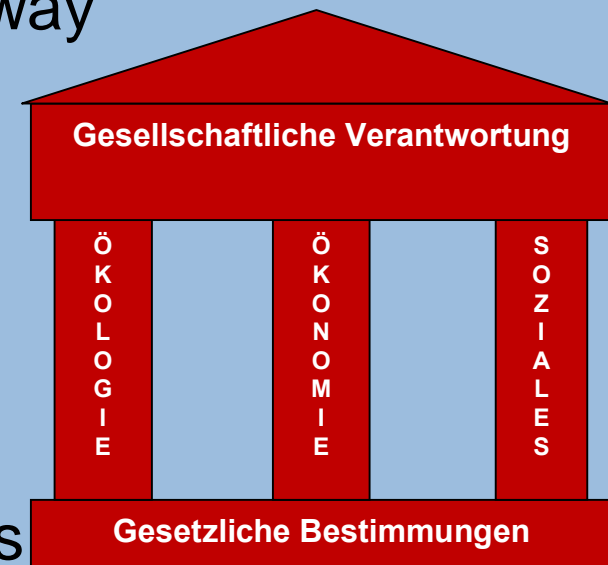 way
Gesellschaftliche Verantwortung
ÖKOLOGIE
ÖKONOMIE
SOZIALES
s
Gesetzliche Bestimmungen